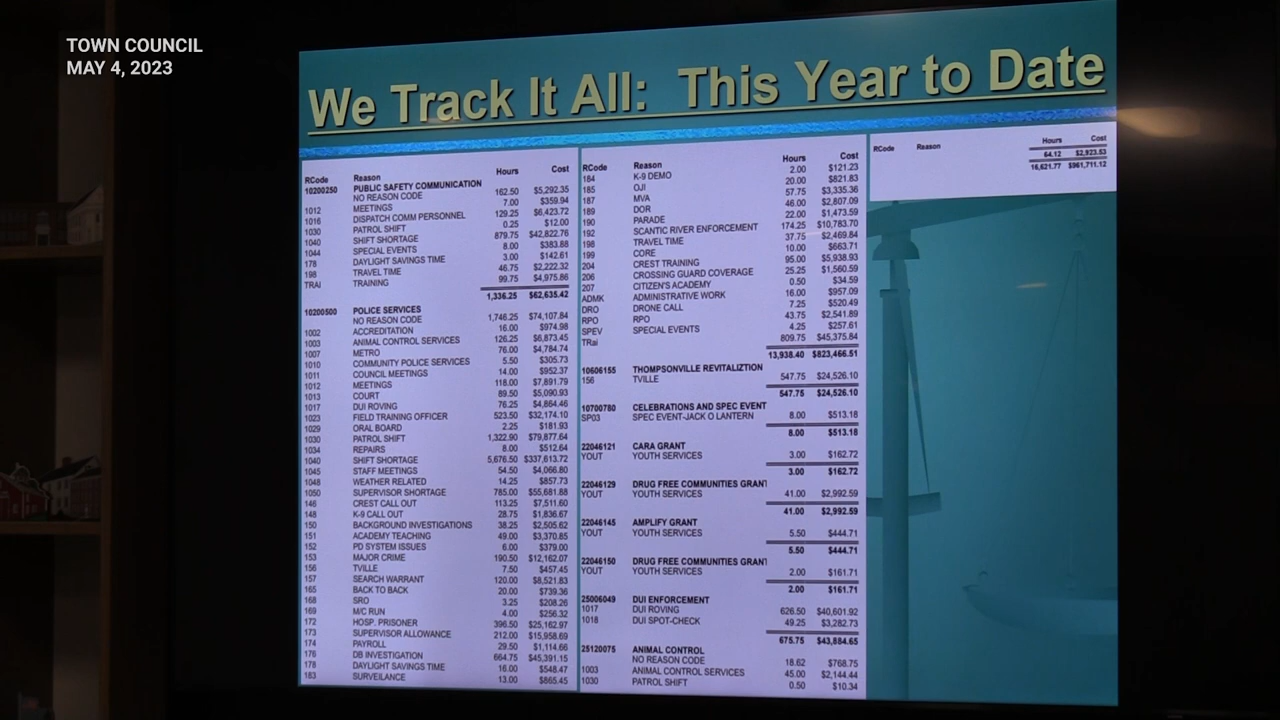 TOWN COUNCIL
MAY 4, 2023
We Track It All: This Year to Date
RCode Reason Hours Cost
10200250 PUBLIC SAFETY COMMUNICATION
NO REASON CODE 162.50 $5,292.35
1012 MEETINGS 7.00 $359.94
1016 DISPATCH COMM PERSONNEL 129.25 $6,423.72
1030 PATROL SHIFT 0.25 $12.00
1040 SHIFT SHORTAGE 879.75 $42,822.76
1044 SPECIAL EVENTS 8.00 $383.88
178 DAYLIGHT SAVINGS TIME 3.00 $142.61
198 TRAVEL TIME 46.75 $2,222.32
TRAI TRAINING 99.75 $4,975.86
1,336.25 $62,635.42
10200500 POLICE SERVICES
NO REASON CODE 1,746.25 $74,107.84
1002 ACCREDITATION 16.00 $974.98
1003 ANIMAL CONTROL SERVICES 126.25 $6,873.45
1007 METRO 76.00 $4,784.74
1010 COMMUNITY POLICE SERVICES 5.50 $305.73
1011 COUNCIL MEETINGS 14.00 $952.37
1012 MEETINGS 118.00 $7,891.79
1013 COURT 89.50 $5,090.93
1017 DUI ROVING 76.25 $4,864.46
1023 FIELD TRAINING OFFICER 523.50 $32,174.10
1029 ORAL BOARD 2.25 $181.93
1030 PATROL SHIFT 1,322.90 $79,877.64
1034 REPAIRS 8.00 $512.64
1040 SHIFT SHORTAGE 5,676.50 $337,613.72
1045 STAFF MEETINGS 54.50 $4,066.80
1048 WEATHER RELATED 14.25 $857.73
1050 SUPERVISOR SHORTAGE 785.00 $55,681.88
146 CREST CALL OUT 113.25 $7,511.60
148 K-9 CALL OUT 28.75 $1,836.67
150 BACKGROUND INVESTIGATIONS 38.25 $2,505.62
151 ACADEMY TEACHING 49.00 $3,370.85
152 PD SYSTEM ISSUES 6.00 $379.00
153 MAJOR CRIME 190.50 $12,162.07
156 TVILLE 7.50 $457.45
157 SEARCH WARRANT 120.00 $8,521.83
165 BACK TO BACK 20.00 $739.36
168 SRO 3.25 $208.26
169 M/C RUN 4.00 $256.32
172 HOSP. PRISONER 396.50 $25,162.97
173 SUPERVISOR ALLOWANCE 212.00 $15,958.69
174 PAYROLL 29.50 $1,114.66
176 DB INVESTIGATION 664.75 $45,391.15
178 DAYLIGHT SAVINGS TIME 16.00 $548.47
183 SURVEILANCE 13.00 $865.45
RCode Reason Hours Cost
184 K-9 DEMO 2.00 $121.23
185 OJI 20.00 $821.83
187 MVA 57.75 $3,335.36
189 DOR 46.00 $2,807.09
190 PARADE 22.00 $1,473.59
192 SCANTIC RIVER ENFORCEMENT 174.25 $10,783.70
198 TRAVEL TIME 37.75 $2,469.84
199 CORE 10.00 $663.71
204 CREST TRAINING 95.00 $5,938.93
206 CROSSING GUARD COVERAGE 25.25 $1,560.59
207 CITIZEN'S ACADEMY 0.50 $34.59
ADMK ADMINISTRATIVE WORK 16.00 $957.09
DRO DRONE CALL 7.25 $520.49
RPO RPO 43.75 $2,541.89
SPEV SPECIAL EVENTS 4.25 $257.61
TRai 809.75 $45,375.84
13,938.40 $823,466.51
10606155 THOMPSONVILLE REVITALIZTION
156 TVILLE 547.75 $24,526.10
547.75 $24,526.10
10700780 CELEBRATIONS AND SPEC EVENT
SP03 SPEC EVENT-JACK O LANTERN 8.00 $513.18
8.00 $513.18
22046121 CARA GRANT
YOUT YOUTH SERVICES 3.00 $162.72
3.00 $162.72
22046129 DRUG FREE COMMUNITIES GRANT
YOUT YOUTH SERVICES 41.00 $2,992.59
41.00 $2,992.59
22046145 AMPLIFY GRANT
YOUT YOUTH SERVICES 5.50 $444.71
5.50 $444.71
22046150 DRUG FREE COMMUNITIES GRANT
YOUT YOUTH SERVICES 2.00 $161.71
2.00 $161.71
25006049 DUI ENFORCEMENT
1017 DUI ROVING 626.50 $40,601.92
1018 DUI SPOT-CHECK 49.25 $3,282.73
675.75 $43,884.65
25120075 ANIMAL CONTROL
NO REASON CODE 18.62 $768.75
1003 ANIMAL CONTROL SERVICES 45.00 $2,144.44
1030 PATROL SHIFT 0.50 $10.34
RCode Reason Hours Cost
64.12 $2,923.53
16,621.77 $961,711.12